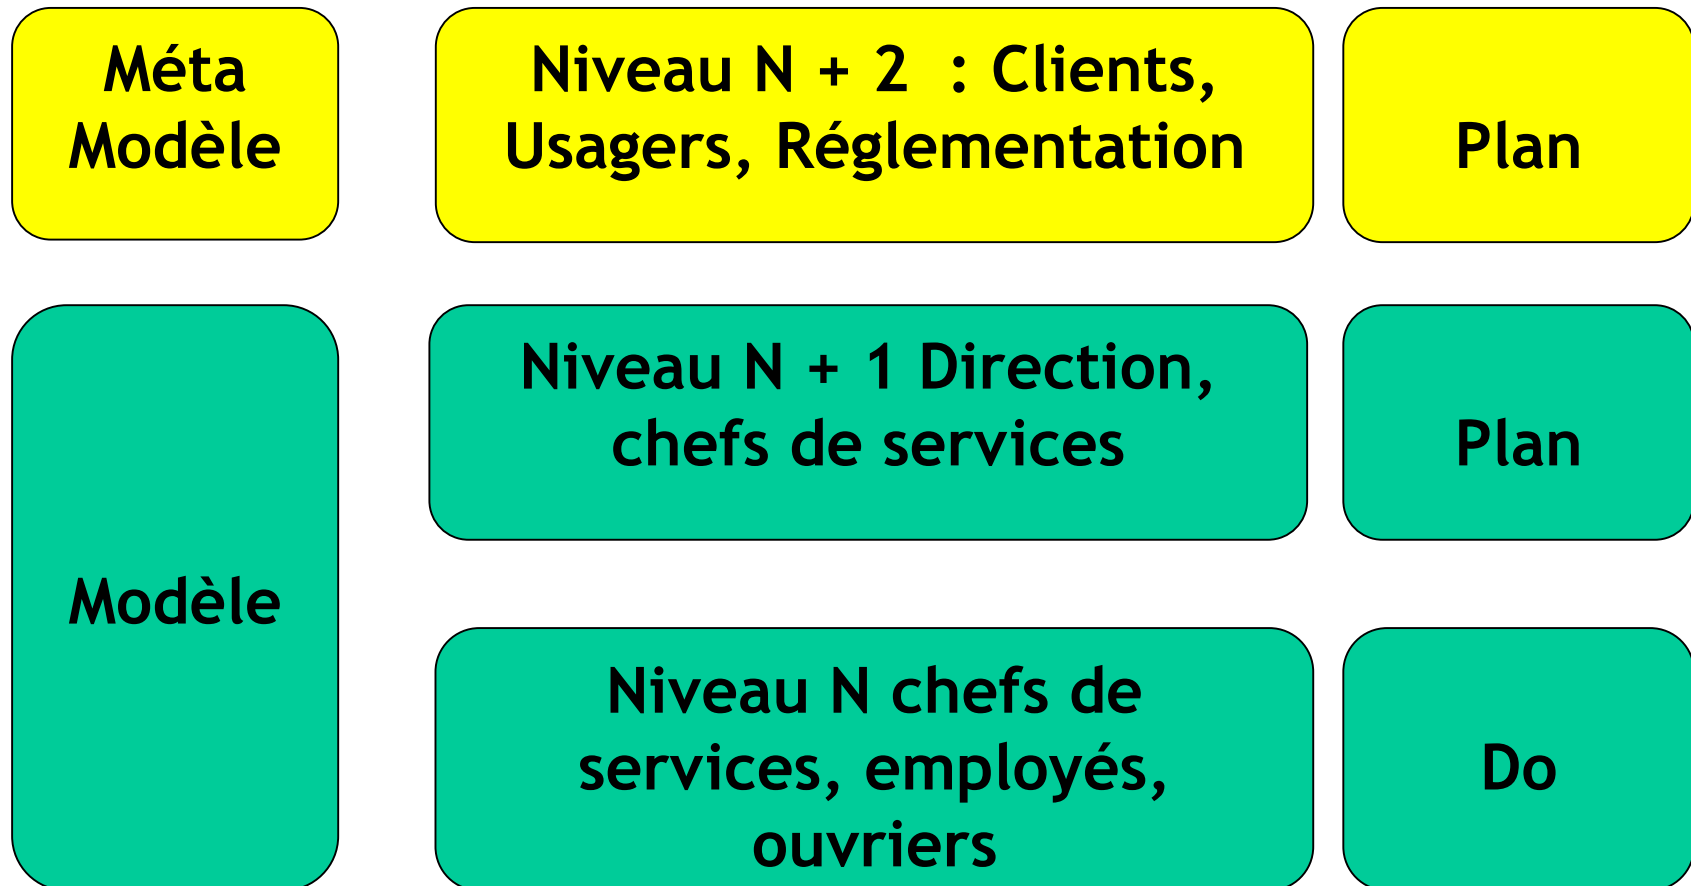 Méta
Modèle
Niveau N + 2  : Clients,
Usagers, Réglementation
Plan
Niveau N + 1 Direction,
chefs de services
Plan
Modèle
Niveau N chefs de
services, employés,
ouvriers
Do